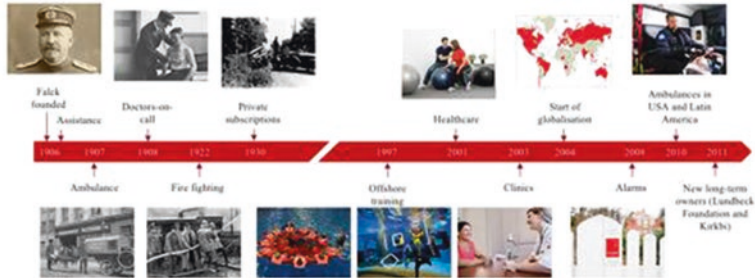 Falck
founded
Assistance
Doctors-on-
call
Private
subscriptions
Healthcare
Start of
globalisation
Ambulances in
USA and Latin
America
1906 1907 1908 1922 1930 1997 2001 2003 2004 2008 2010 2011
Ambulance
Fire fighting
Offshore
training
Clinics
Alarms
New long-term
owners (Lundbeck
Foundation and
Kirkbi)